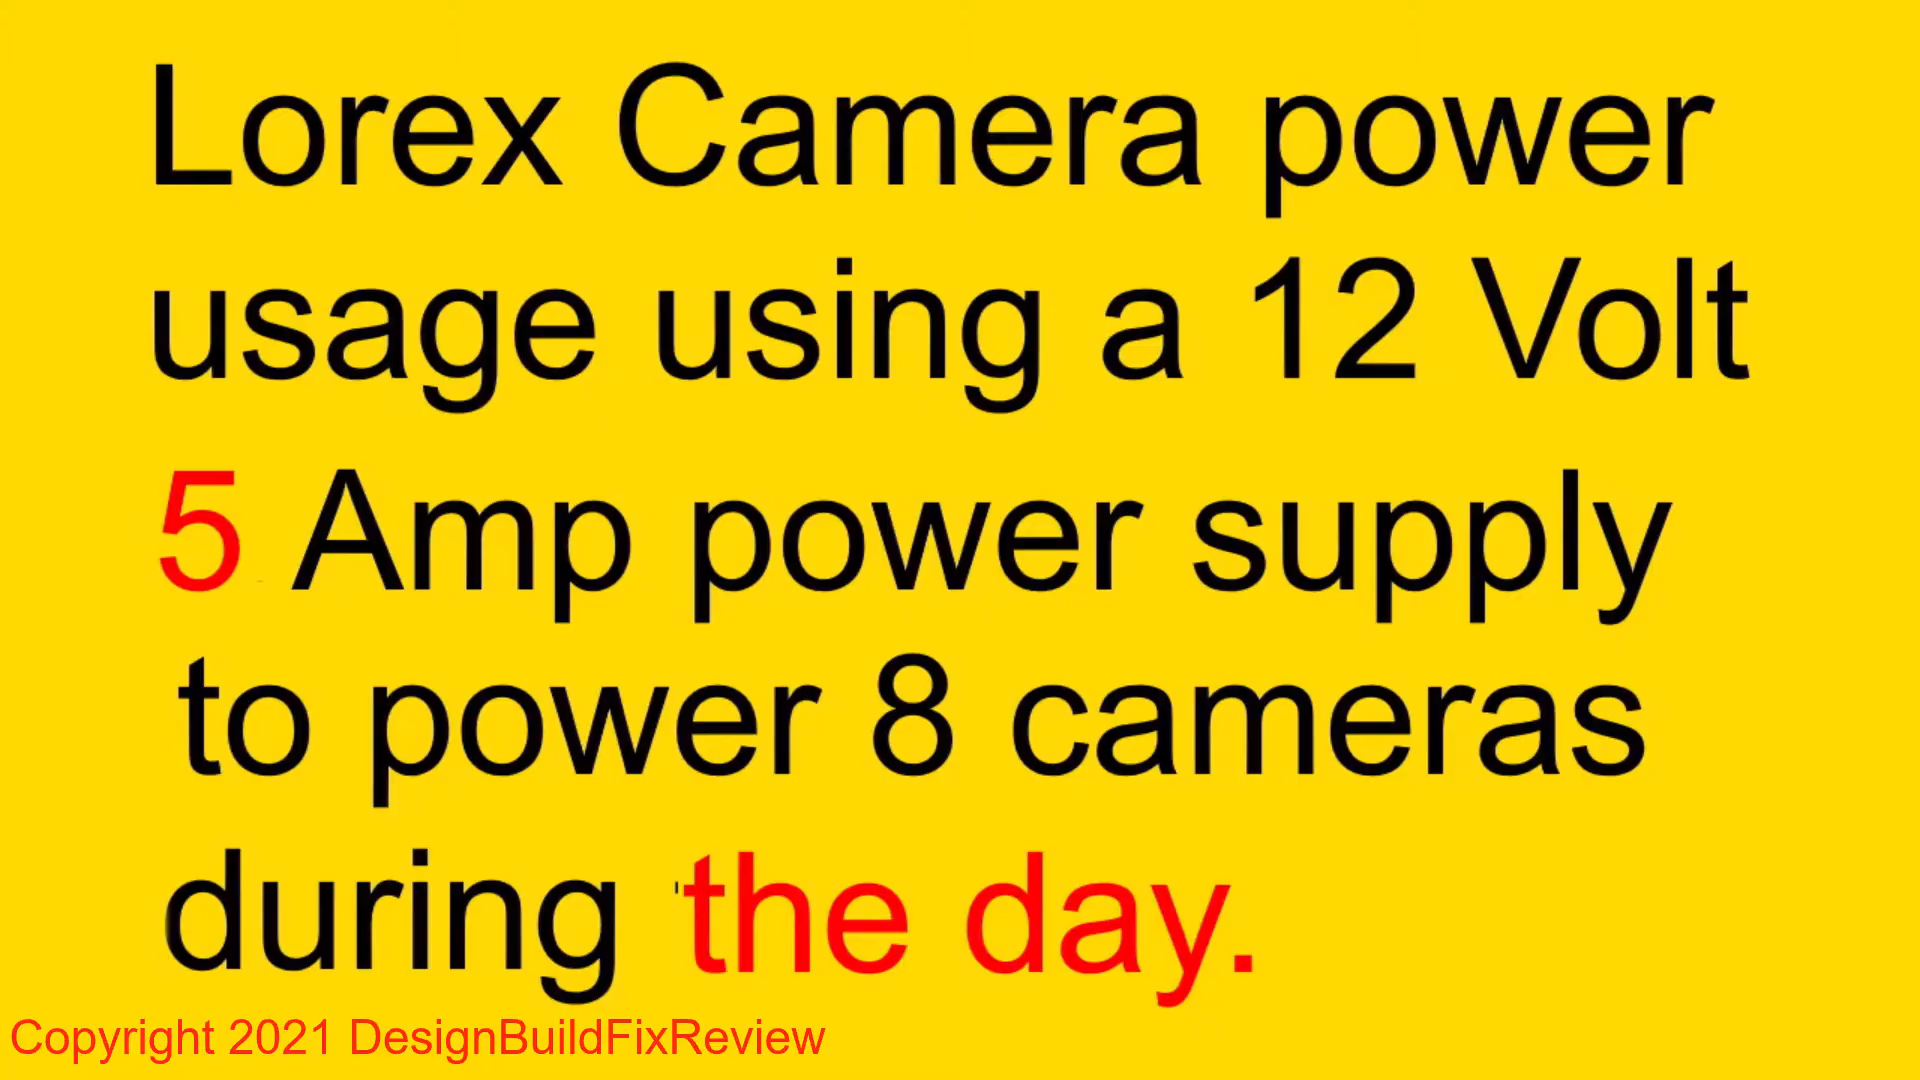 Lorex Camera power
usage using a 12 Volt
5 Amp power supply
to power 8 cameras
during the day.
Copyright 2021 DesignBuildFixReview